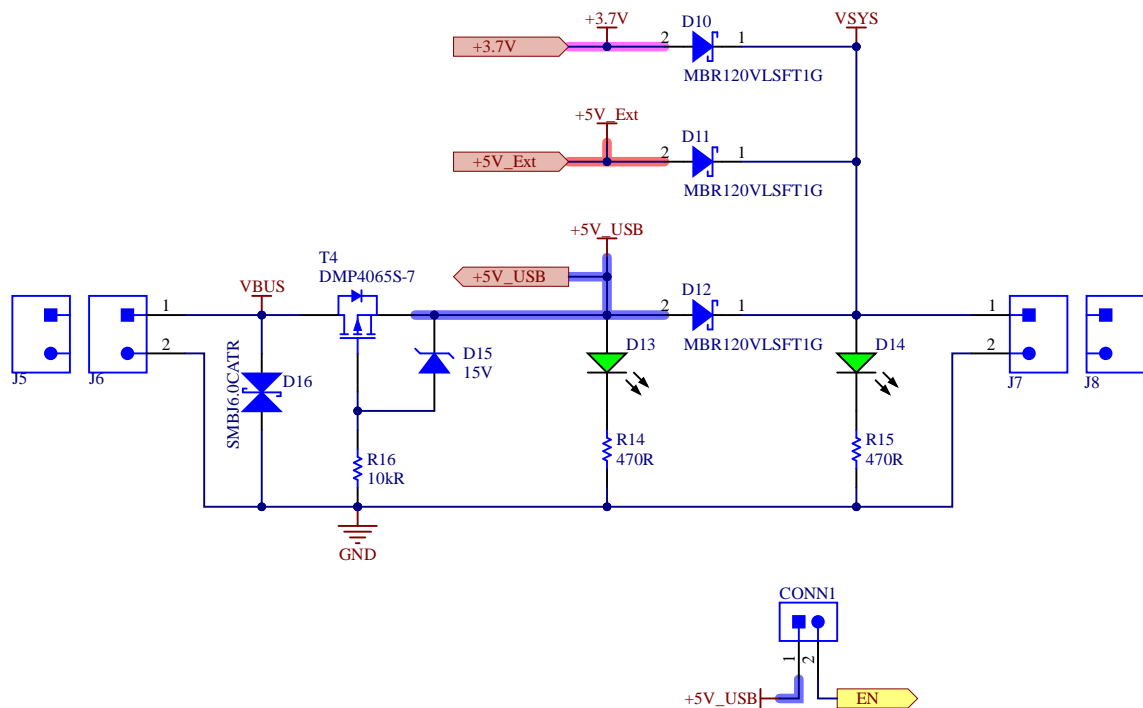 +3.7V
D10
VSYS
+3.7V
2
1
MBR120VLSFT1G
+5V_Ext
D11
+5V_Ext
2
1
MBR120VLSFT1G
+5V_USB
T4
DMP4065S-7
+5V_USB
VBUS
D12
1
2
1
1
2
MBR120VLSFT1G
2
D15
15V
D13
D14
J5
J6
D16
J7
J8
SMBJ6.0CATR
R16
10kR
R14
470R
R15
470R
GND
CONN1
1
2
+5V_USB
EN